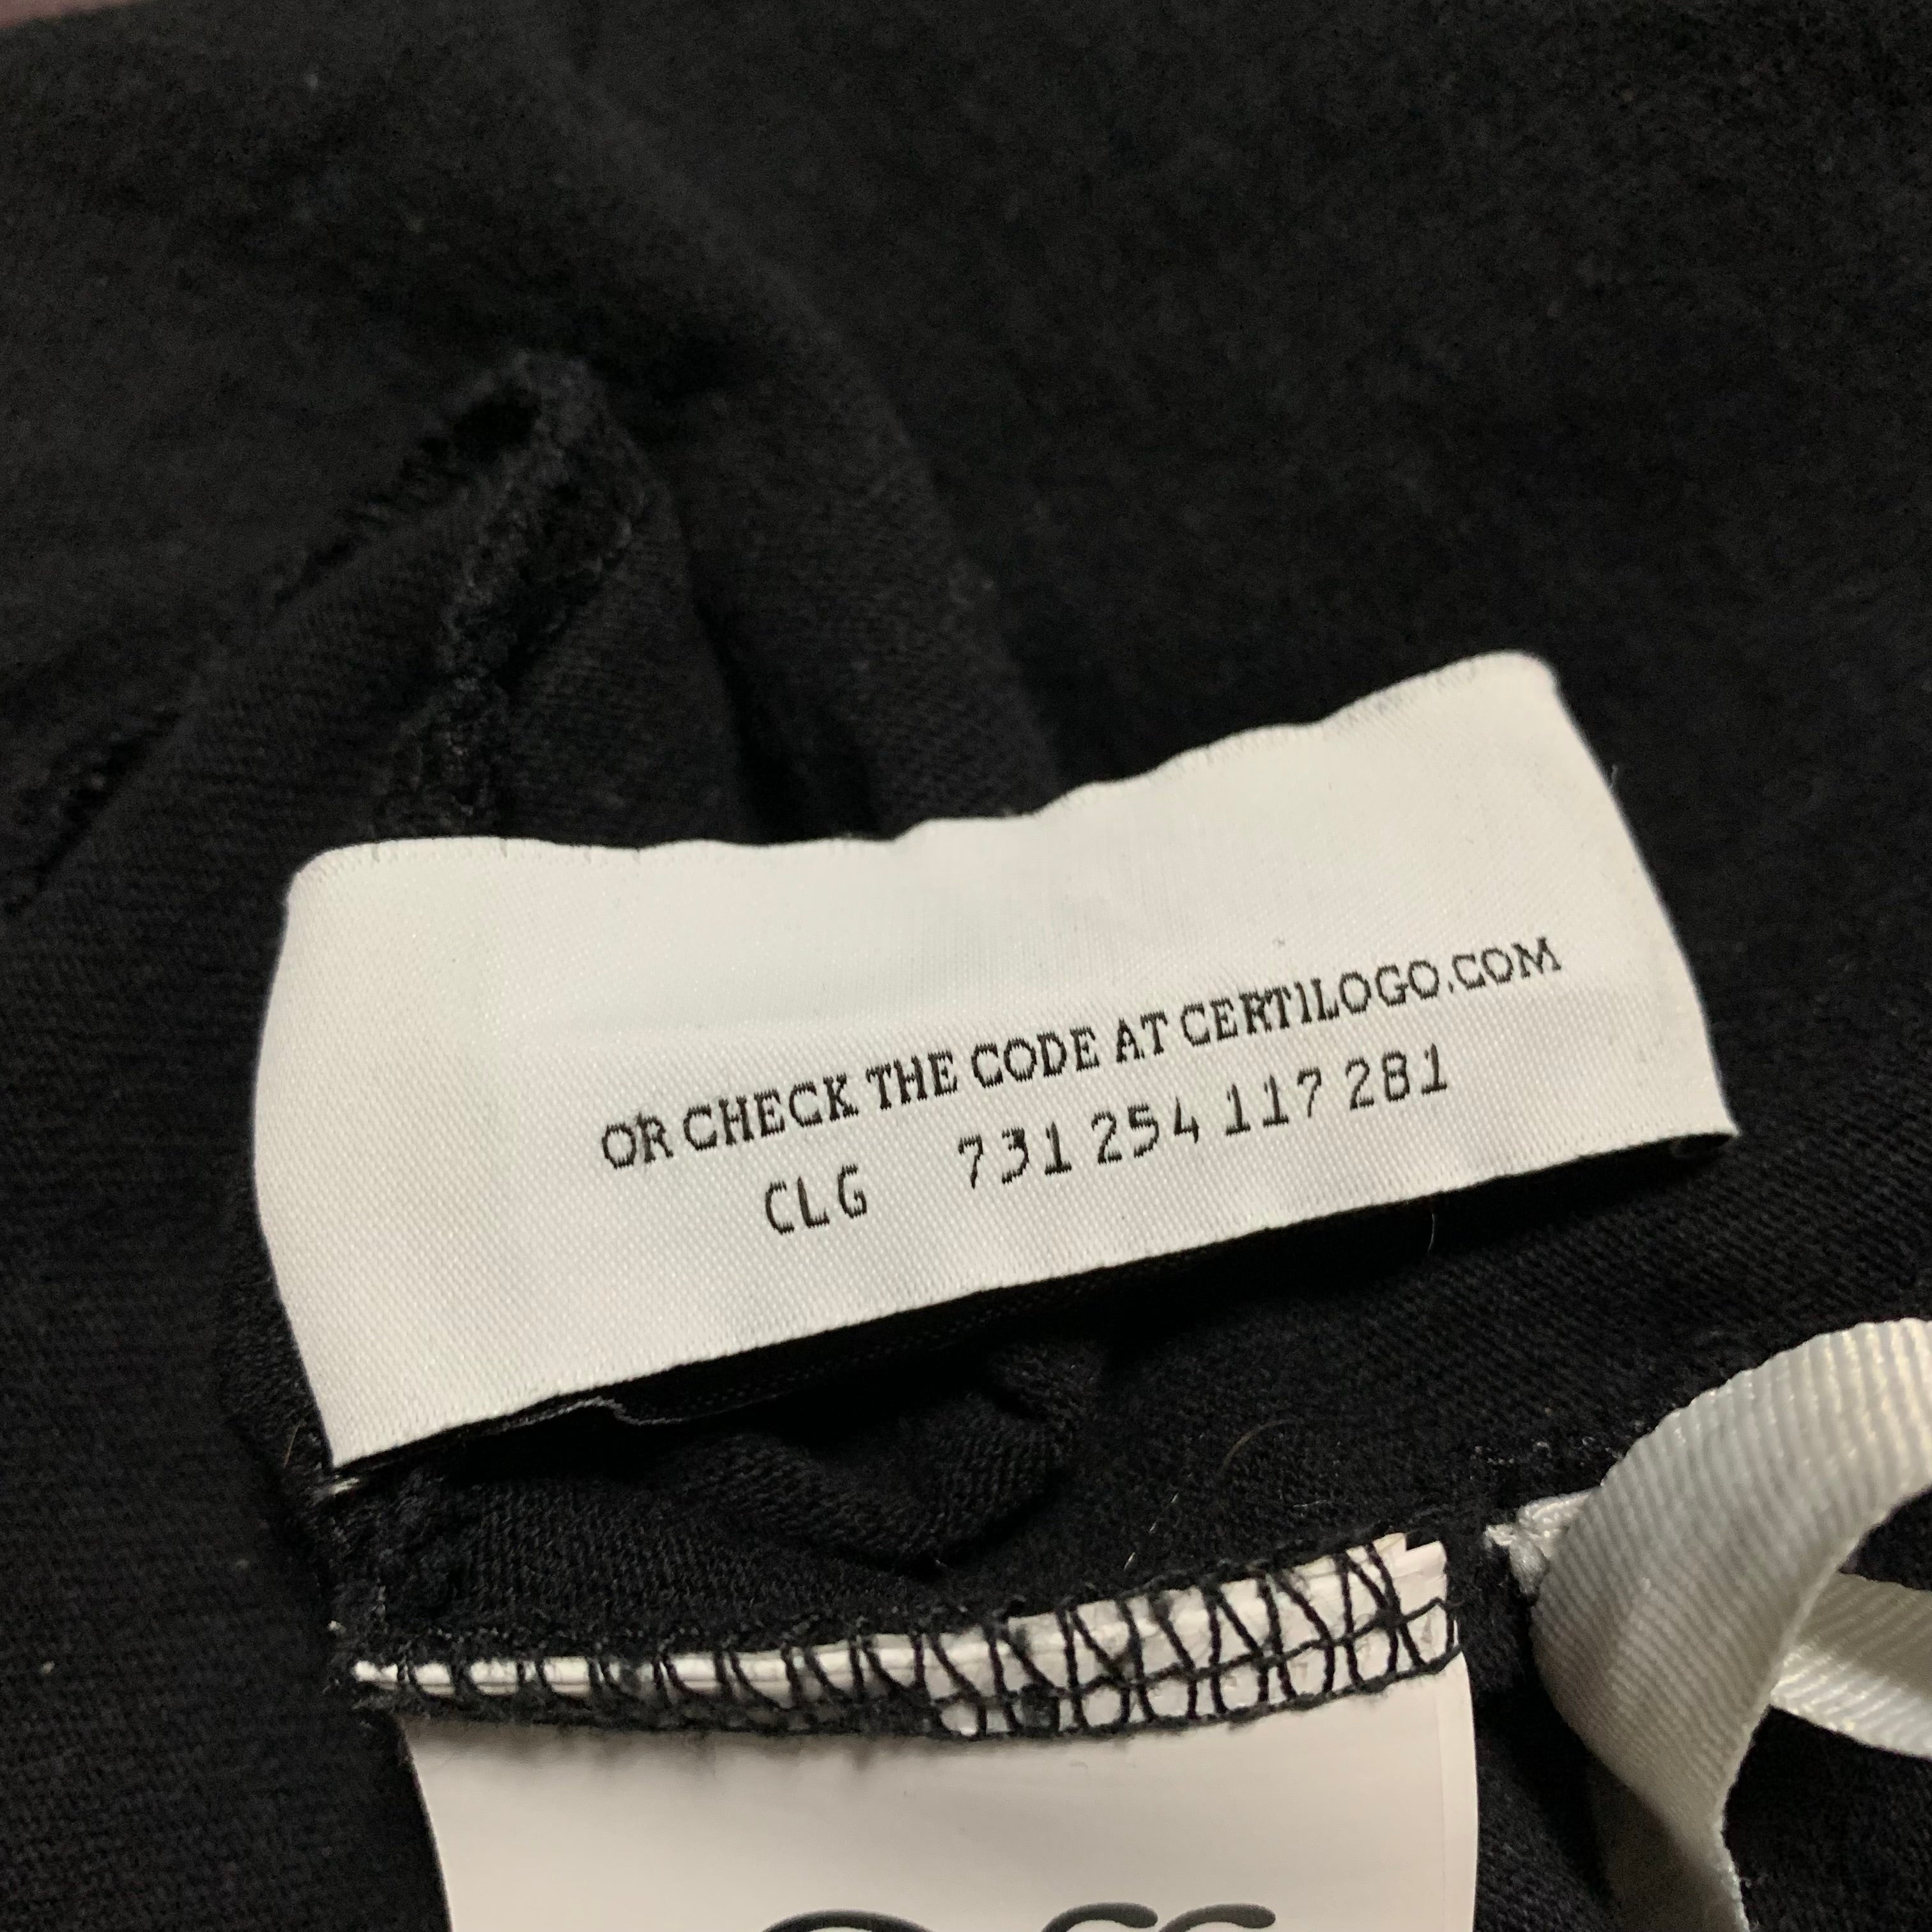 OR CHECK THE CODE AT CERTILOGO.COM
CLG 731 254 117 281